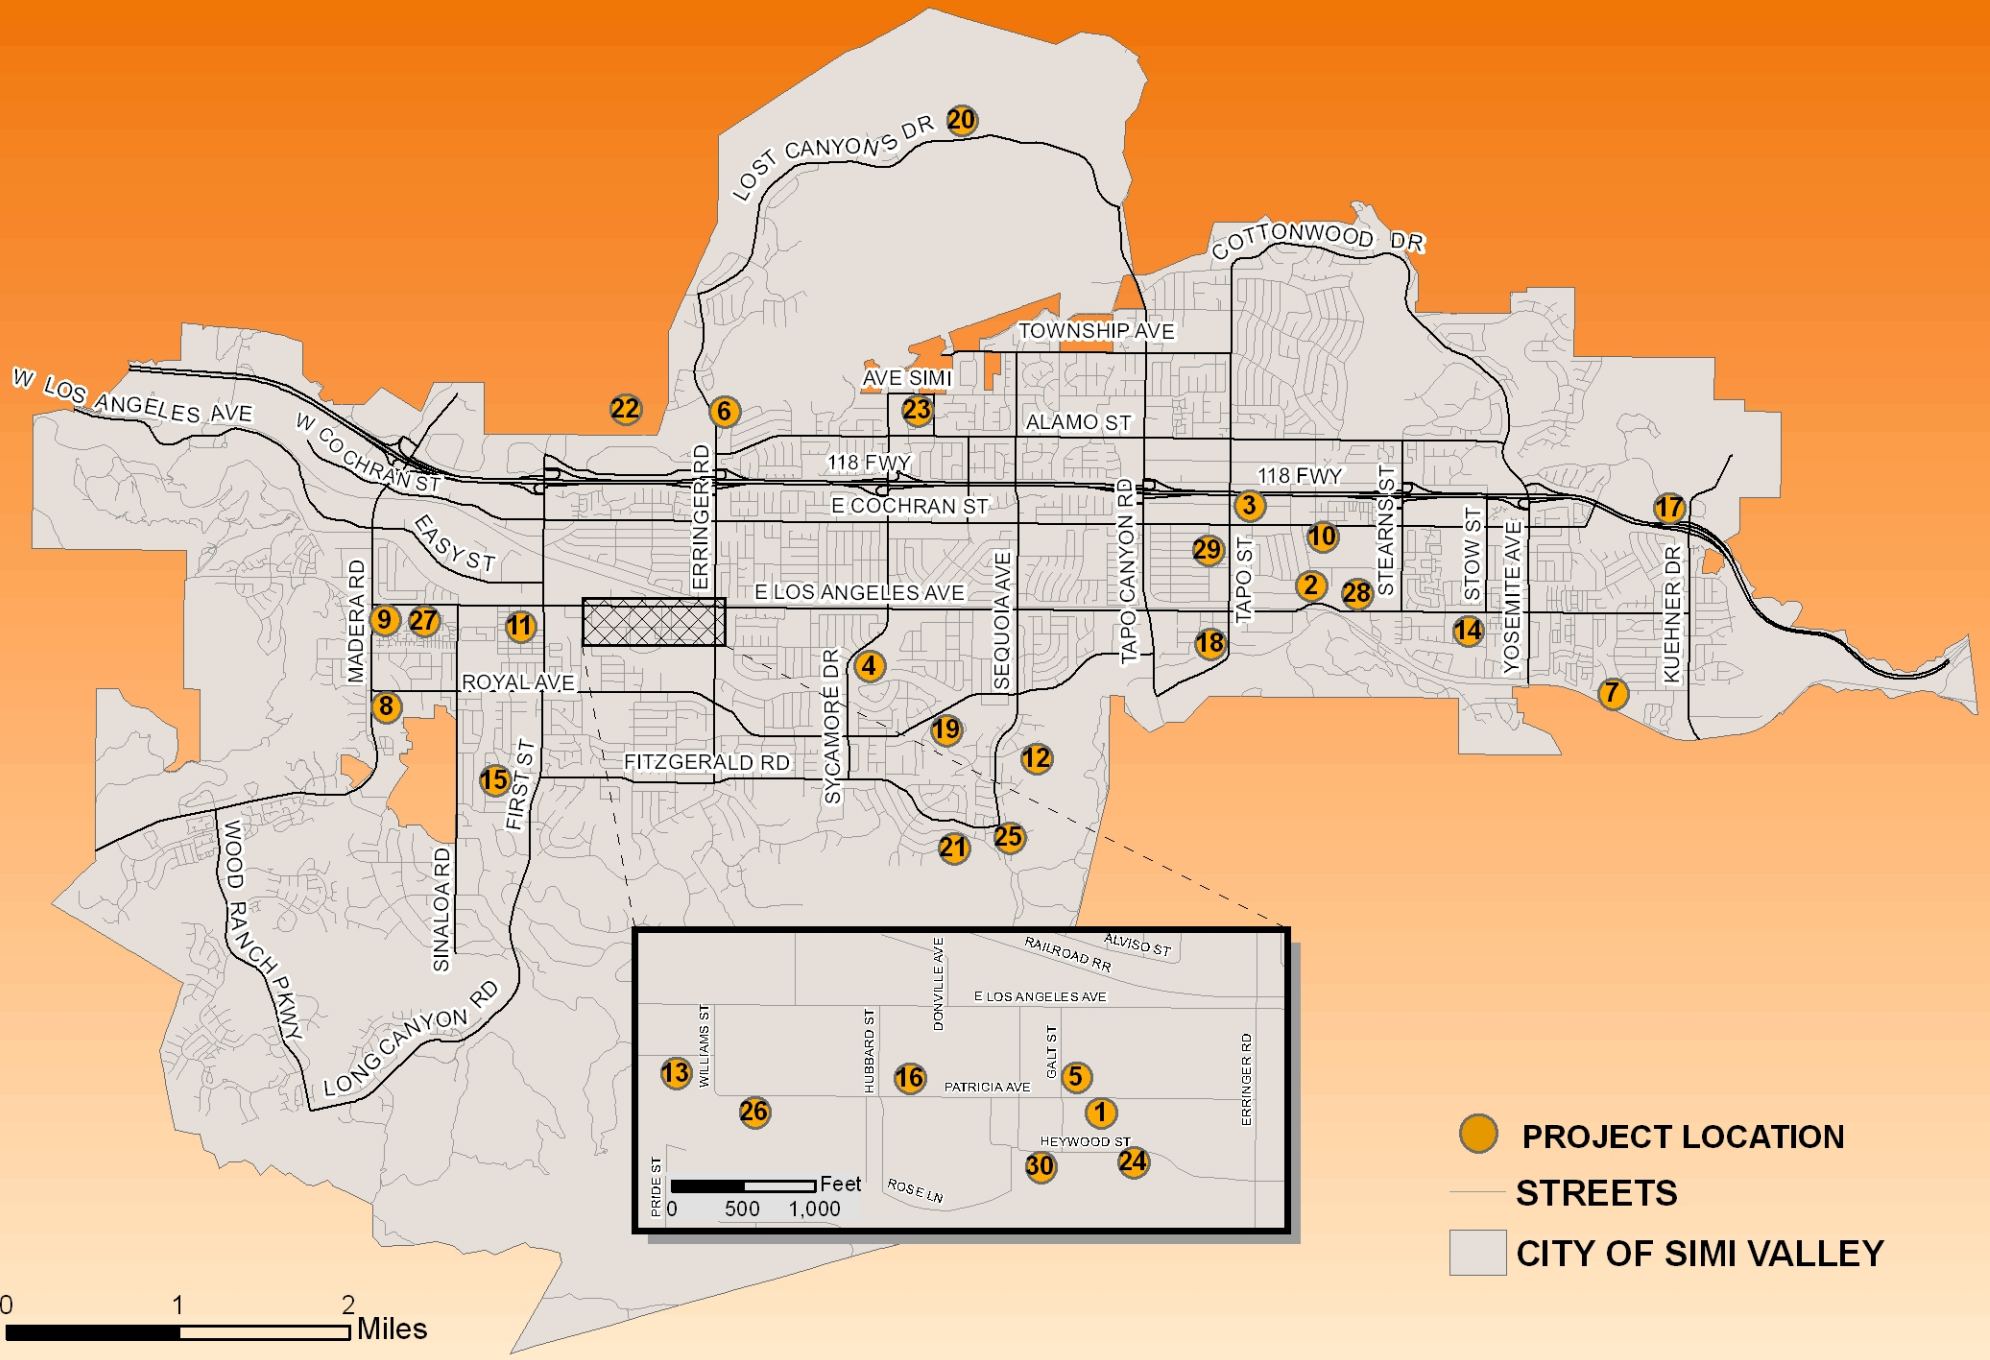 20
LOST CANYONS DR
COTTONWOOD DR
TOWNSHIP AVE
AVE SIMI
W LOS ANGELES AVE
22
6
23
ALAMO ST
W COCHRAN ST
118 FWY
118 FWY
ERRINGER RD
E COCHRAN ST
3
17
EASY ST
TAPO CANYON RD
29
TAPO ST
10
STEARNS ST
STOW ST
YOSEMITE AVE
KUEHNER DR
MADERA RD
E LOS ANGELES AVE
SEQUOIA AVE
2
28
9
27
11
18
14
4
ROYAL AVE
8
7
SYCAMORE DR
19
12
FITZGERALD RD
15
FIRST ST
21
25
WOOD RANCH PKWY
SINALOA RD
LONG CANYON RD
DONVILLE AVE
RAILROAD RR
ALVISO ST
E LOS ANGELES AVE
WILLIAMS ST
HUBBARD ST
GALT ST
ERRINGER RD
13
16
5
PATRICIA AVE
26
1
HEYWOOD ST
30
24
PRIDE ST
ROSE LN
Feet
0 500 1,000
PROJECT LOCATION
STREETS
CITY OF SIMI VALLEY
0 1 2
Miles